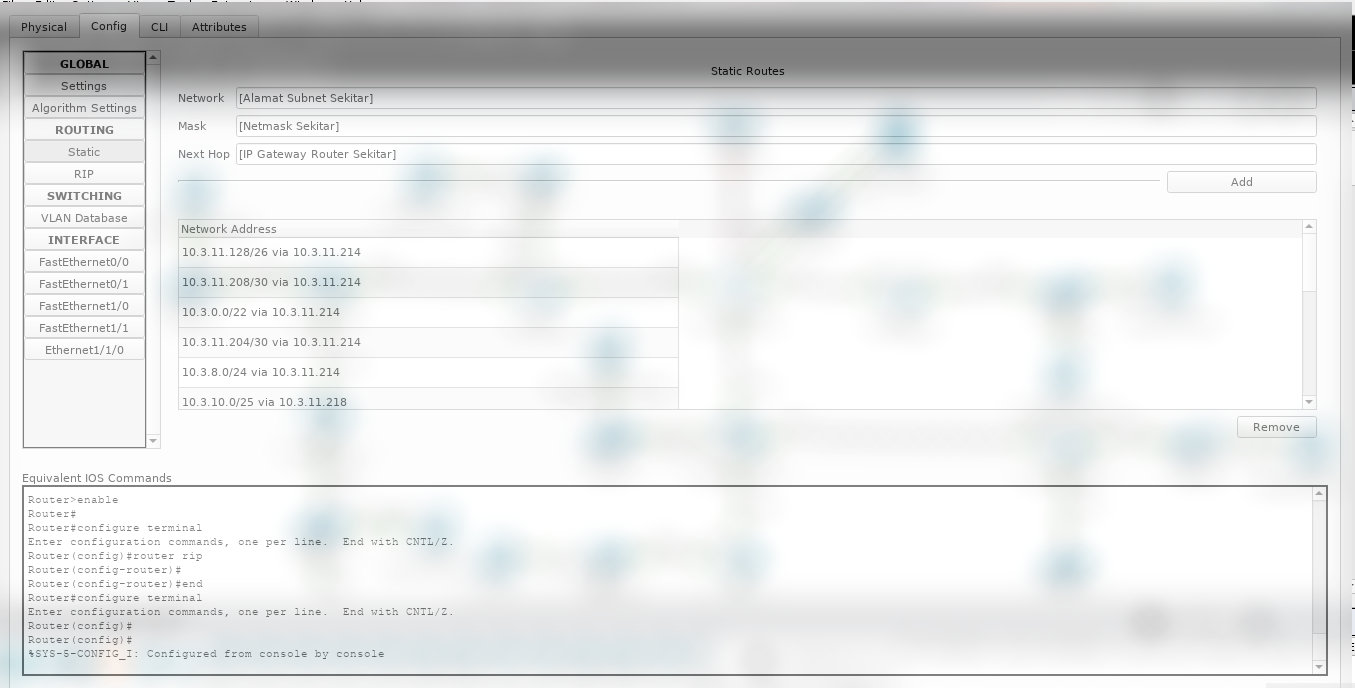 Physical
Config
CLI
Attributes
GLOBAL
Settings
Algorithm Settings
ROUTING
Static
RIP
SWITCHING
VLAN Database
INTERFACE
FastEthernet0/0
FastEthernet0/1
FastEthernet1/0
FastEthernet1/1
Ethernet1/1/0
Static Routes
Network [Alamat Subnet Sekitar]
Mask [Netmask Sekitar]
Next Hop [IP Gateway Router Sekitar]
Add
Network Address
10.3.11.128/26 via 10.3.11.214
10.3.11.208/30 via 10.3.11.214
10.3.0.0/22 via 10.3.11.214
10.3.11.204/30 via 10.3.11.214
10.3.8.0/24 via 10.3.11.214
10.3.10.0/25 via 10.3.11.218
Remove
Equivalent IOS Commands
Router>enable
Router#
Router#configure terminal
Enter configuration commands, one per line.  End with CNTL/Z.
Router(config)#router rip
Router(config-router)#
Router(config-router)#end
Router#configure terminal
Enter configuration commands, one per line.  End with CNTL/Z.
Router(config)#
Router(config)#
%SYS-5-CONFIG_I: Configured from console by console